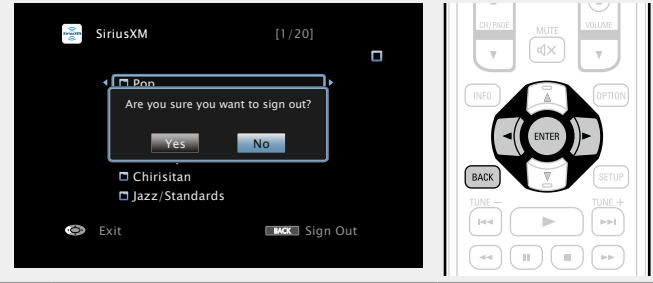 SiriusXM [1/20]
Pop
Are you sure you want to sign out?
Yes No
Chirisitan
Jazz/Standards
Exit BACK Sign Out
CH/PAGE MUTE VOLUME
INFO OPTION
ENTER
BACK SETUP
TUNE − TUNE +